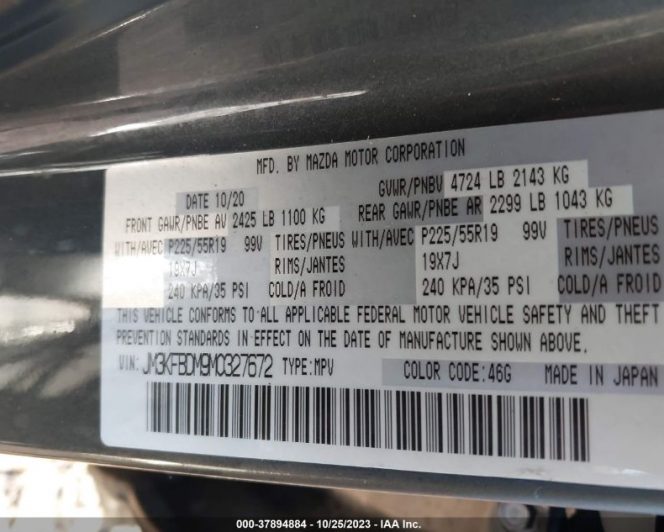 MFD. BY MAZDA MOTOR CORPORATION
DATE 10/20 GVWR/PNBV 4724 LB 2143 KG
FRONT GAWR/PNBE AV 2425 LB 1100 KG REAR GAWR/PNBE AR 2299 LB 1043 KG
WITH/AVEC P225/55R19 99V TIRES/PNEUS WITH/AVEC P225/55R19 99V TIRES/PNEUS
19X7J RIMS/JANTES 19X7J RIMS/JANTES
240 KPA/35 PSI COLD/A FROID 240 KPA/35 PSI COLD/A FROID
THIS VEHICLE CONFORMS TO ALL APPLICABLE FEDERAL MOTOR VEHICLE SAFETY AND THEFT
PREVENTION STANDARDS IN EFFECT ON THE DATE OF MANUFACTURE SHOWN ABOVE.
VIN: JM3KFBDM9M0327672 TYPE:MPV COLOR CODE:46G MADE IN JAPAN
000-37894884 - 10/25/2023 - IAA Inc.